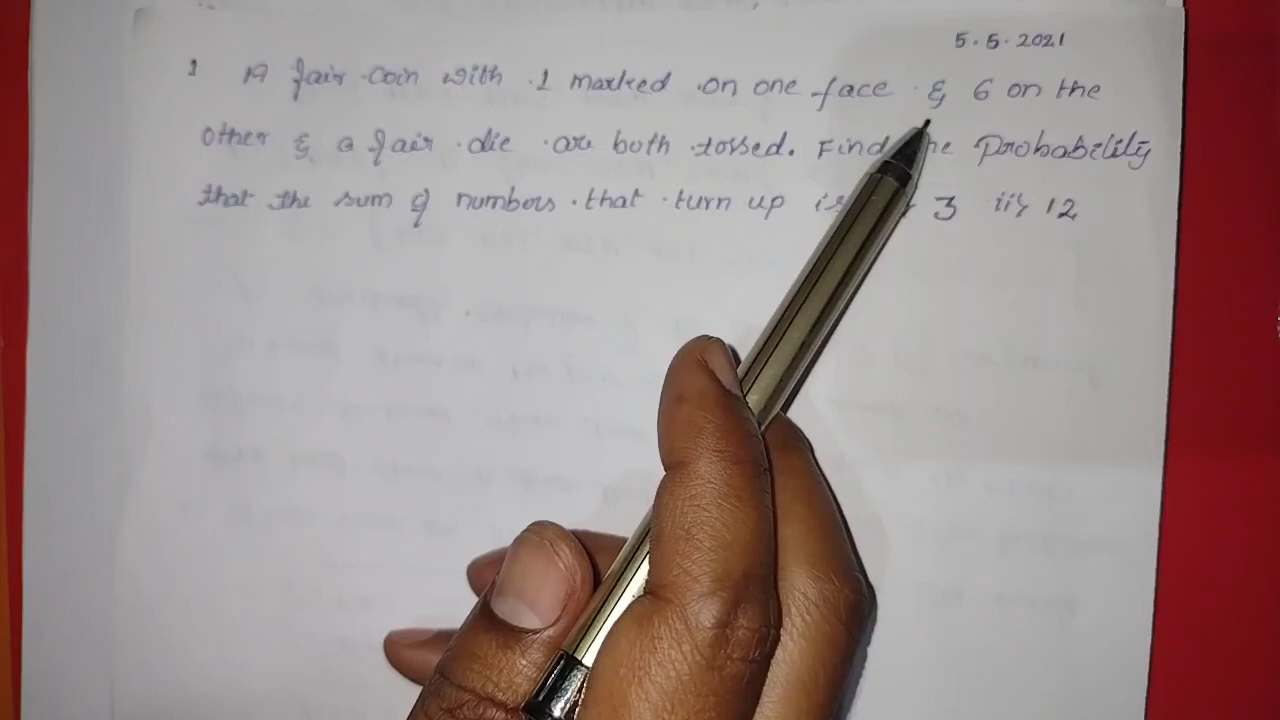 5.5.2021
1 A fair coin with 1 marked on one face & 6 on the
other & a fair die are both tossed. Find he probability
that the sum of numbers that turn up is 3 ii) 12